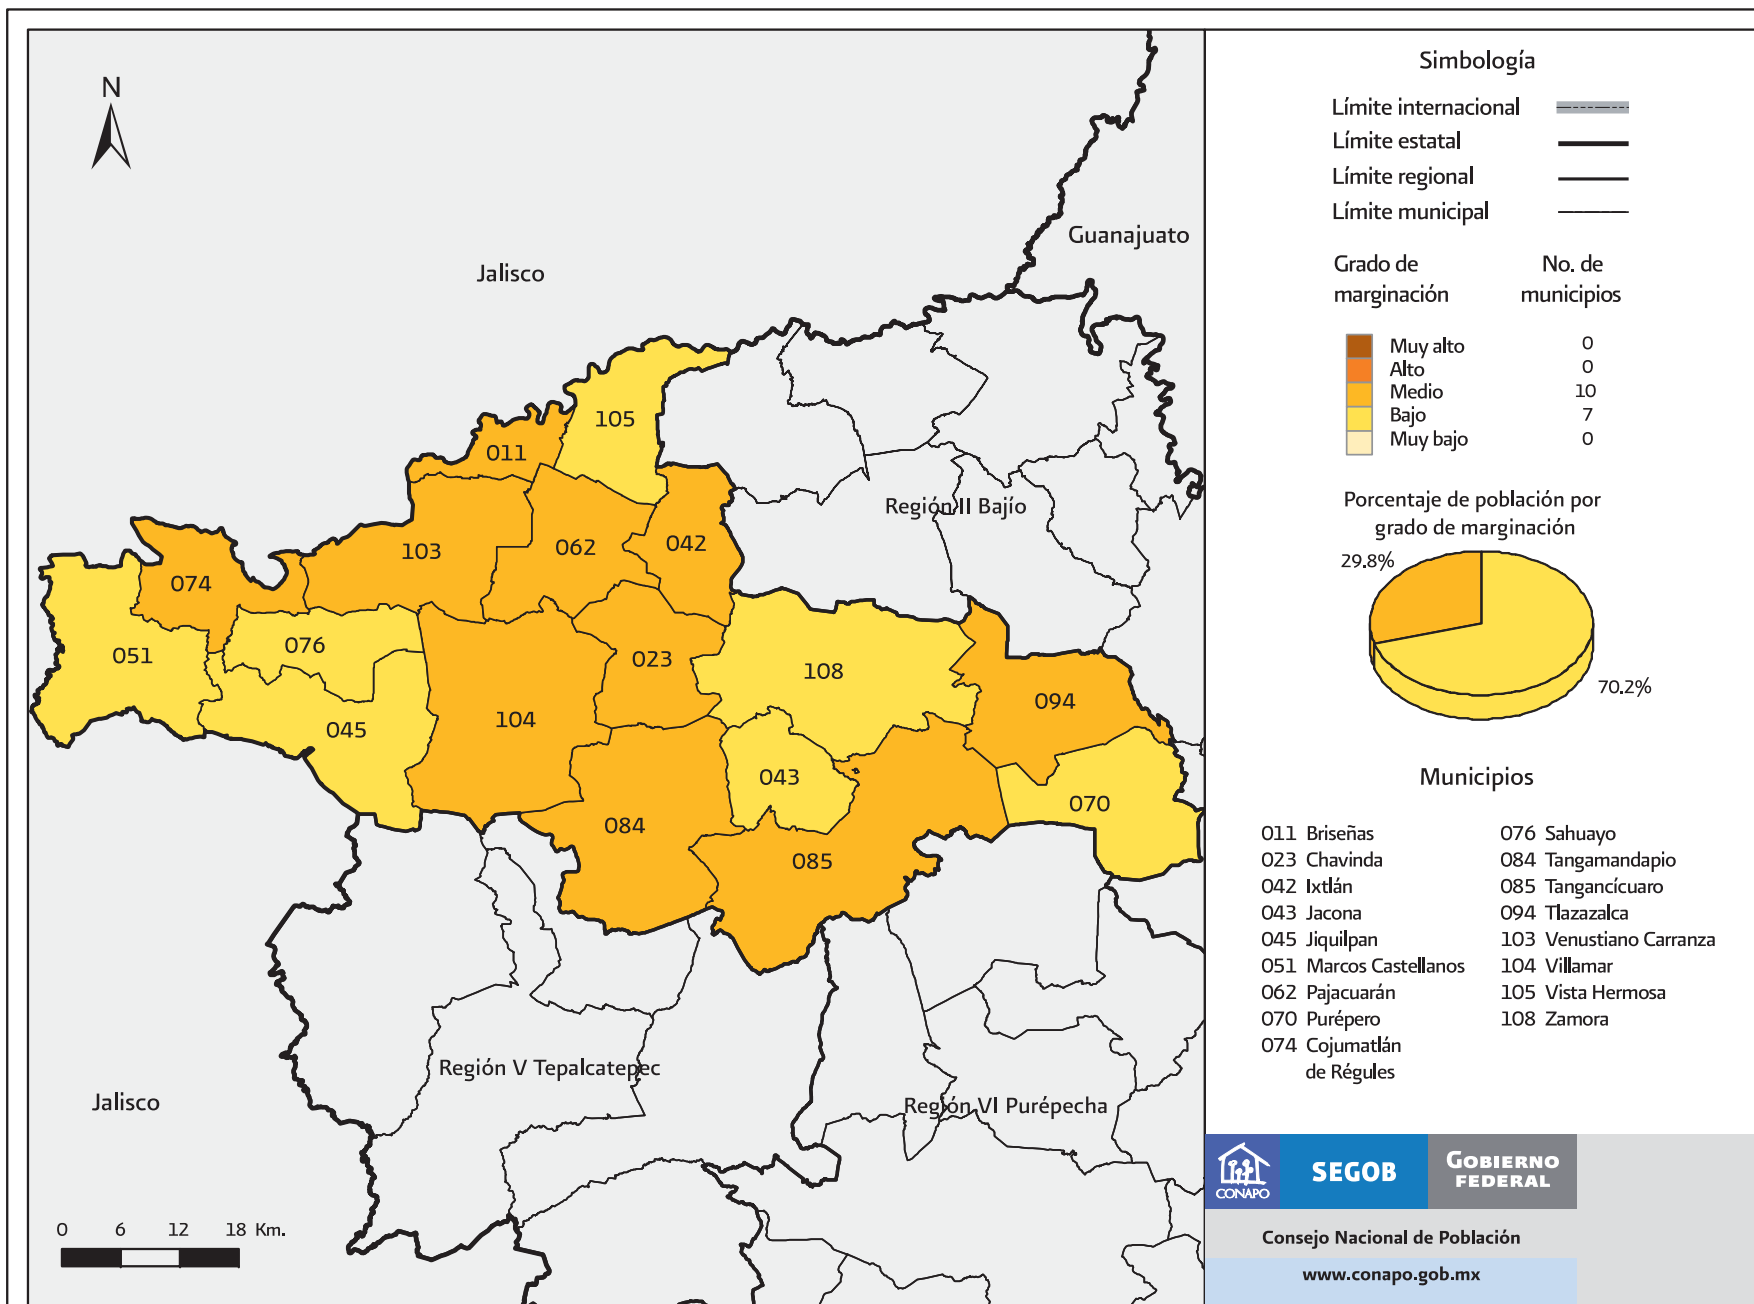 N
Jalisco
Guanajuato
105
011
103
062
042
074
051
076
023
108
094
104
045
043
070
084
085
Región II Bajío
Región V Tepalcatepec
Región VI Purépecha
Jalisco
0 6 12 18 Km.
Simbología
Límite internacional
Límite estatal
Límite regional
Límite municipal
Grado de marginación
No. de municipios
Muy alto 0
Alto 0
Medio 10
Bajo 7
Muy bajo 0
Porcentaje de población por
grado de marginación
29.8%
70.2%
Municipios
011 Briseñas
023 Chavinda
042 Ixtlán
043 Jacona
045 Jiquilpan
051 Marcos Castellanos
062 Pajacuarán
070 Purépero
074 Cojumatlán
de Régules
076 Sahuayo
084 Tangamandapio
085 Tangancícuaro
094 Tlazazalca
103 Venustiano Carranza
104 Villamar
105 Vista Hermosa
108 Zamora
CONAPO
SEGOB
GOBIERNO
FEDERAL
Consejo Nacional de Población
www.conapo.gob.mx